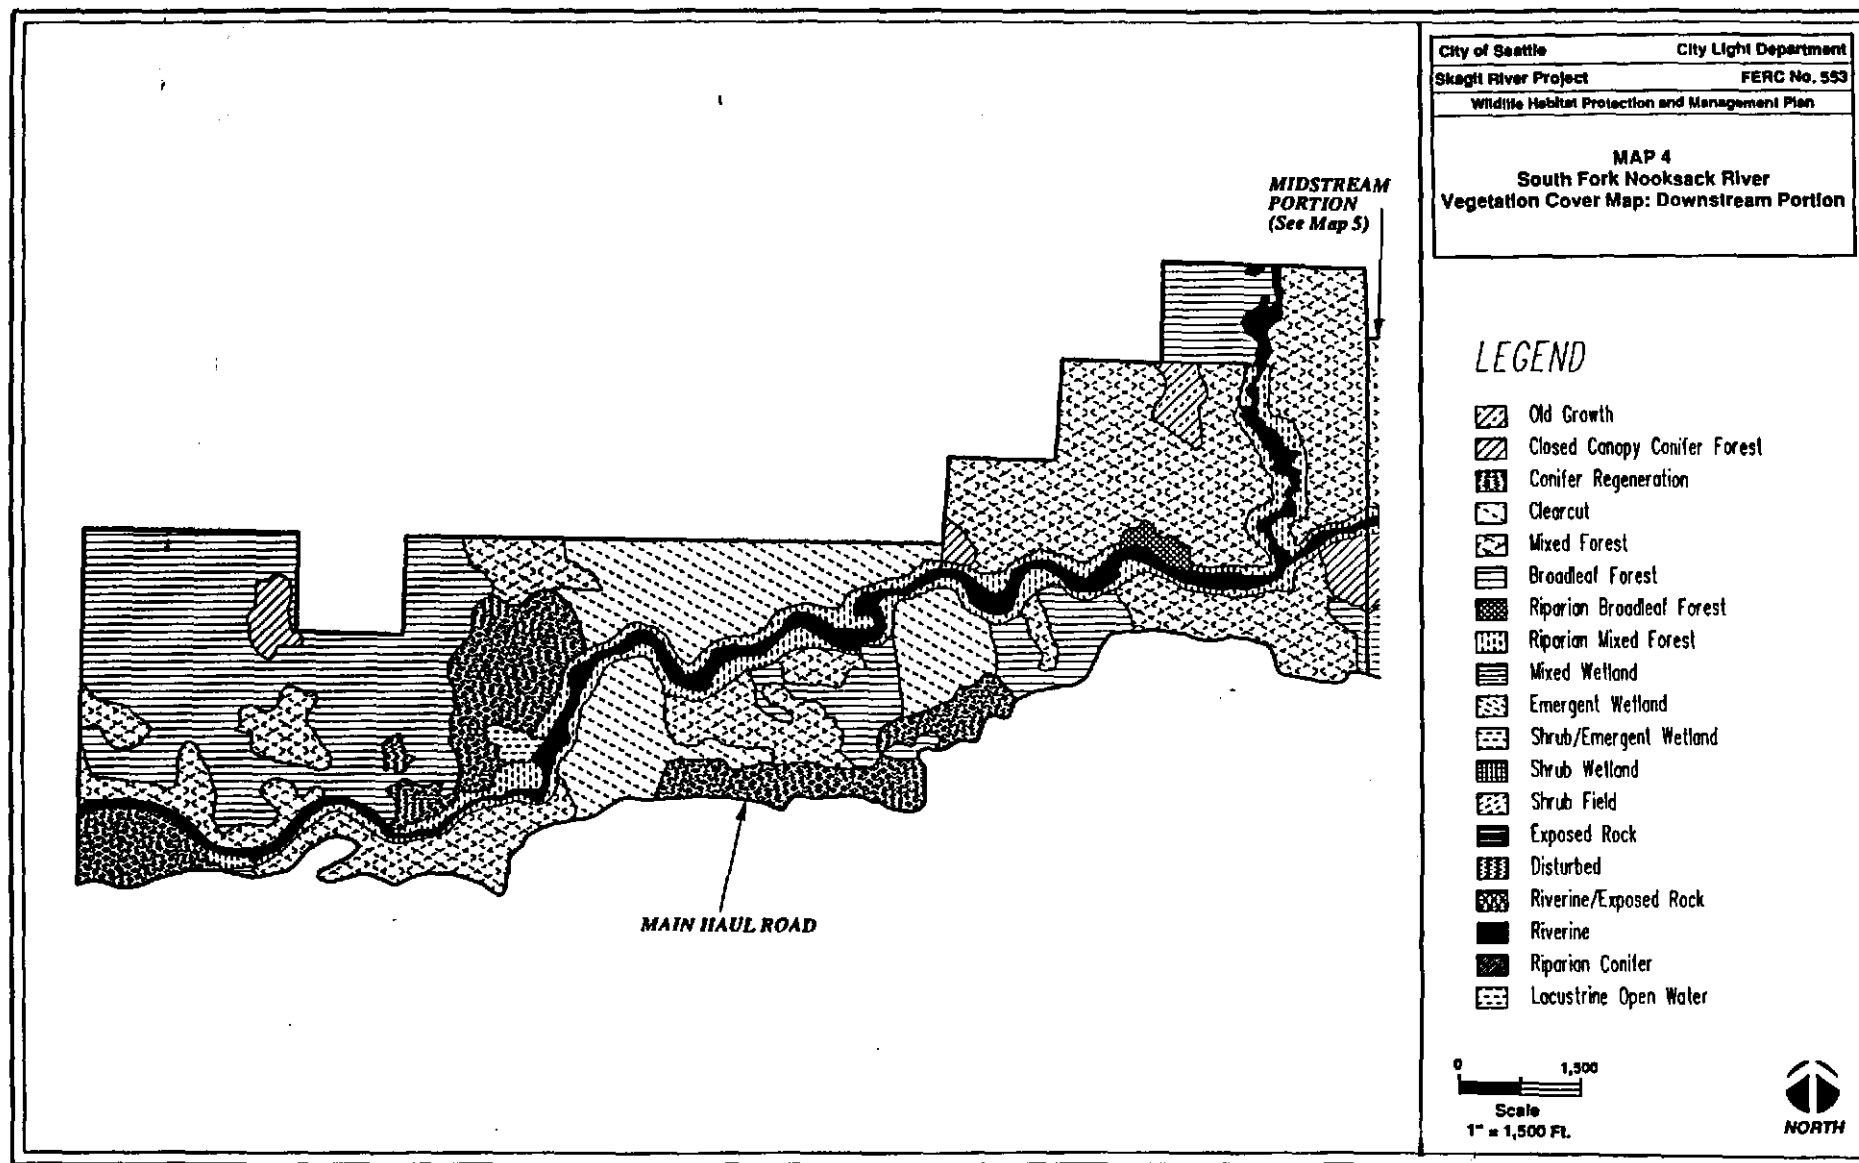 City of Seattle City Light Department
Skagit River Project FERC No. 553
Wildlife Habitat Protection and Management Plan
MAP 4
South Fork Nooksack River
Vegetation Cover Map: Downstream Portion
MIDSTREAM
PORTION
(See Map 5)
MAIN HAUL ROAD
LEGEND
Old Growth
Closed Canopy Conifer Forest
Conifer Regeneration
Clearcut
Mixed Forest
Broadleaf Forest
Riparian Broadleaf Forest
Riparian Mixed Forest
Mixed Wetland
Emergent Wetland
Shrub/Emergent Wetland
Shrub Wetland
Shrub Field
Exposed Rock
Disturbed
Riverine/Exposed Rock
Riverine
Riparian Conifer
Lacustrine Open Water
0 1,500
Scale
1" = 1,500 Ft.
NORTH